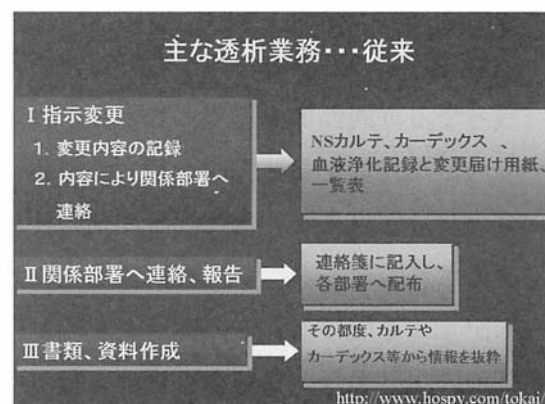 主な透析業務･･･従来
Ⅰ指示変更
1. 変更内容の記録
2. 内容により関係部署へ
連絡
NSカルテ、カーデックス 、
血液浄化記録と変更届け用紙、
一覧表
Ⅱ関係部署へ連絡、報告
連絡箋に記入し、
各部署へ配布
Ⅲ書類、資料作成
その都度、カルテや
カーデックス等から情報を抜粋
http://www.hospy.com/tokai/